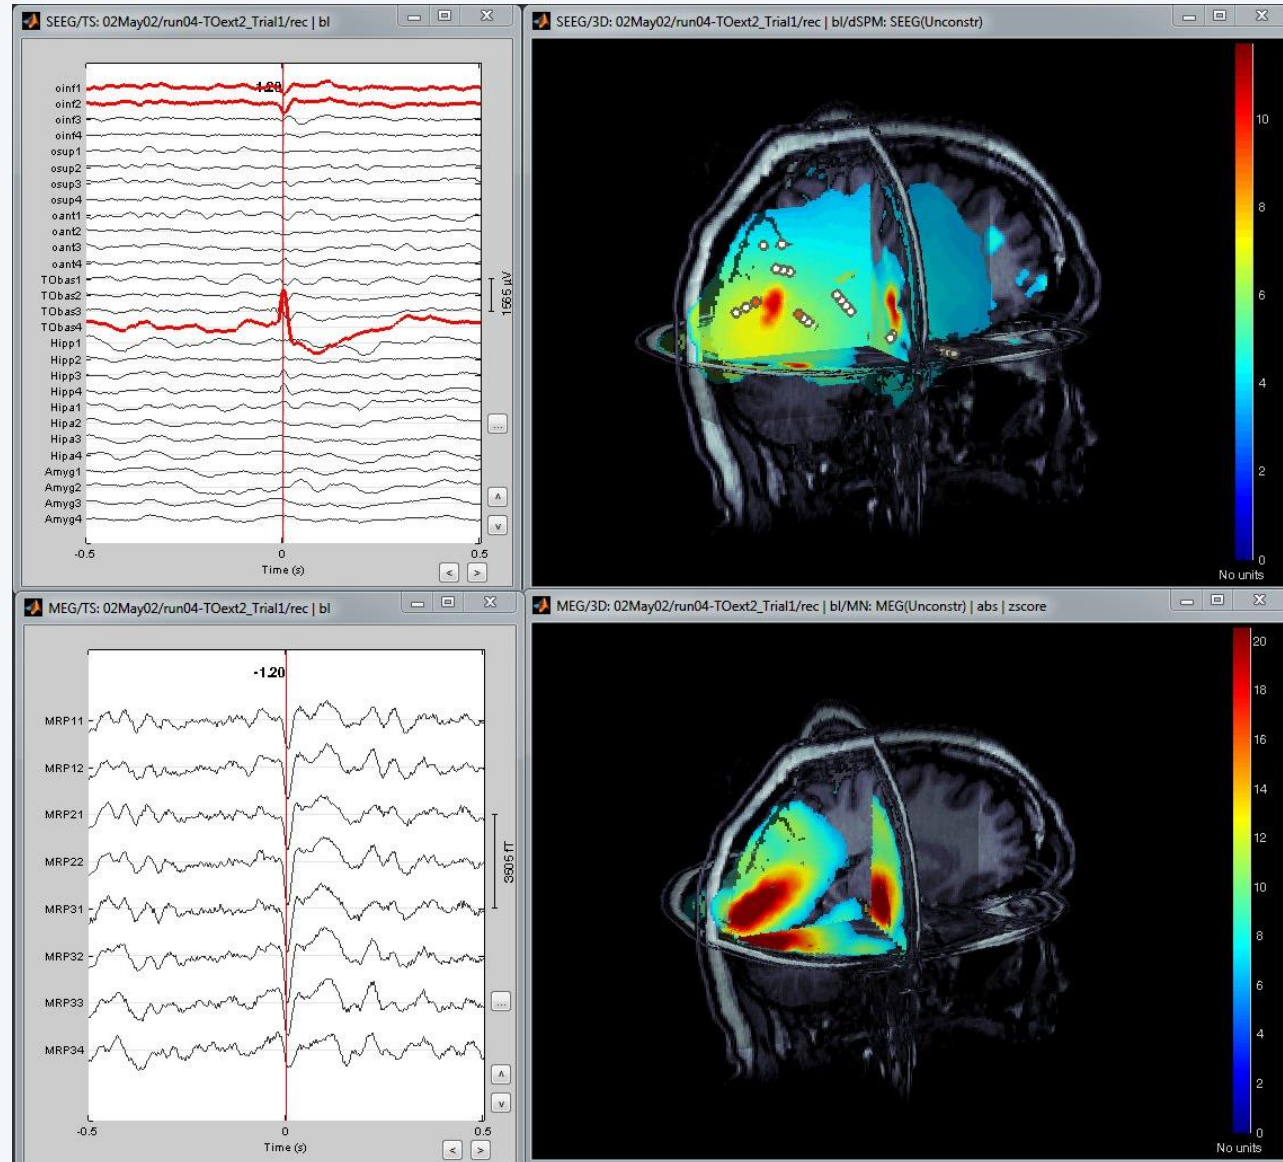 SEEG/TS: 02May02/run04-TOext2_Trial1/rec | bl
-1.20
oinf1
oinf2
oinf3
oinf4
osup1
osup2
osup3
osup4
oant1
oant2
oant3
oant4
TObas1
TObas2
TObas3
TObas4
Hipp1
Hipp2
Hipp3
Hipp4
Hipa1
Hipa2
Hipa3
Hipa4
Amyg1
Amyg2
Amyg3
Amyg4
...
-0.5
0
0.5
Time (s)
< >
SEEG/3D: 02May02/run04-TOext2_Trial1/rec | bl/dSPM: SEEG(Unconstr)
10
8
6
4
2
0
No units
MEG/TS: 02May02/run04-TOext2_Trial1/rec | bl
-1.20
MRP11
MRP12
MRP21
MRP22
MRP31
MRP32
MRP33
MRP34
...
-0.5
0
0.5
Time (s)
< >
MEG/3D: 02May02/run04-TOext2_Trial1/rec | bl/MN: MEG(Unconstr) | abs | zscore
20
18
16
14
12
10
8
6
4
2
0
No units